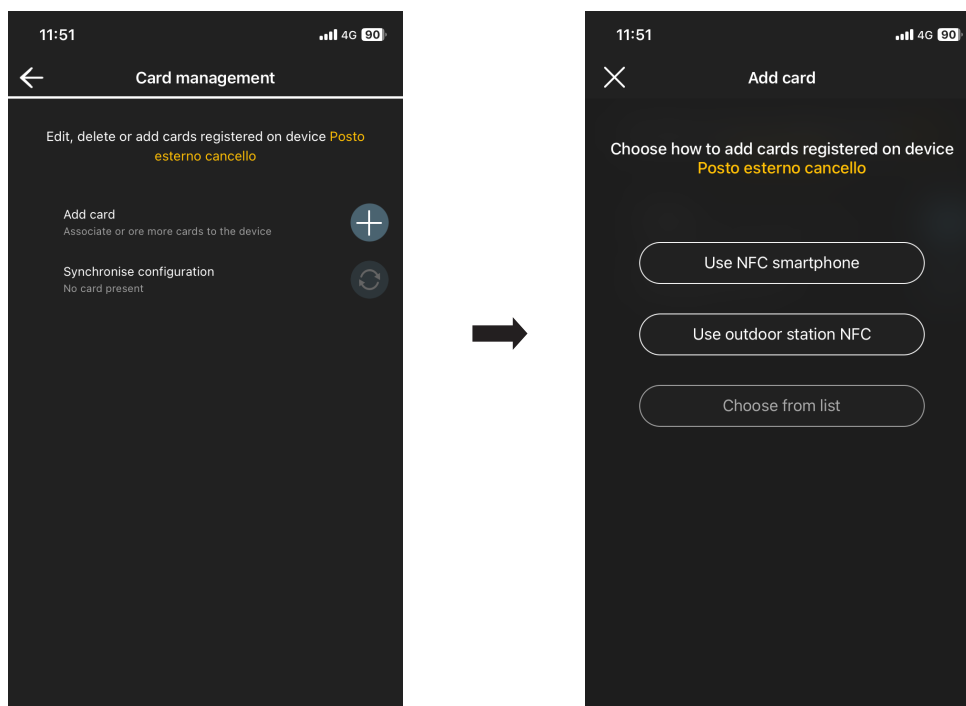 11:51
4G 90
Card management
Edit, delete or add cards registered on device Posto
esterno cancello
Add card
Associate or ore more cards to the device
Synchronise configuration
No card present
11:51
4G 90
Add card
Choose how to add cards registered on device
Posto esterno cancello
Use NFC smartphone
Use outdoor station NFC
Choose from list